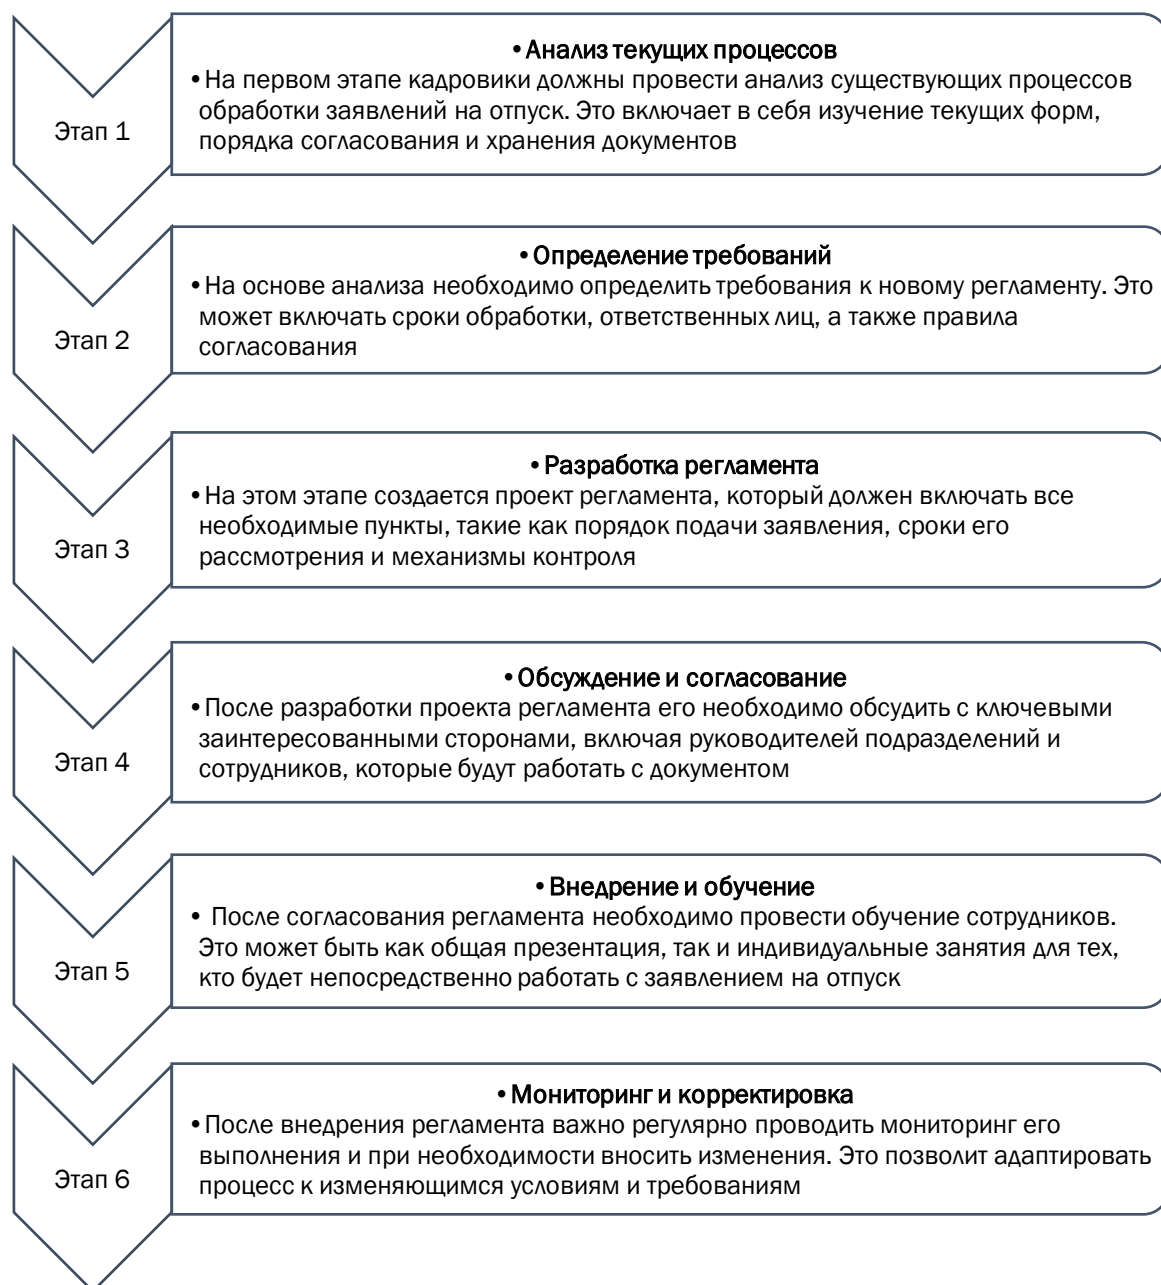 Этап 1
•Анализ текущих процессов
•На первом этапе кадровики должны провести анализ существующих процессов
обработки заявлений на отпуск. Это включает в себя изучение текущих форм,
порядка согласования и хранения документов
Этап 2
•Определение требований
•На основе анализа необходимо определить требования к новому регламенту. Это
может включать сроки обработки, ответственных лиц, а также правила
согласования
Этап 3
•Разработка регламента
•На этом этапе создается проект регламента, который должен включать все
необходимые пункты, такие как порядок подачи заявления, сроки его
рассмотрения и механизмы контроля
Этап 4
•Обсуждение и согласование
•После разработки проекта регламента его необходимо обсудить с ключевыми
заинтересованными сторонами, включая руководителей подразделений и
сотрудников, которые будут работать с документом
Этап 5
•Внедрение и обучение
• После согласования регламента необходимо провести обучение сотрудников.
Это может быть как общая презентация, так и индивидуальные занятия для тех,
кто будет непосредственно работать с заявлением на отпуск
Этап 6
•Мониторинг и корректировка
•После внедрения регламента важно регулярно проводить мониторинг его
выполнения и при необходимости вносить изменения. Это позволит адаптировать
процесс к изменяющимся условиям и требованиям